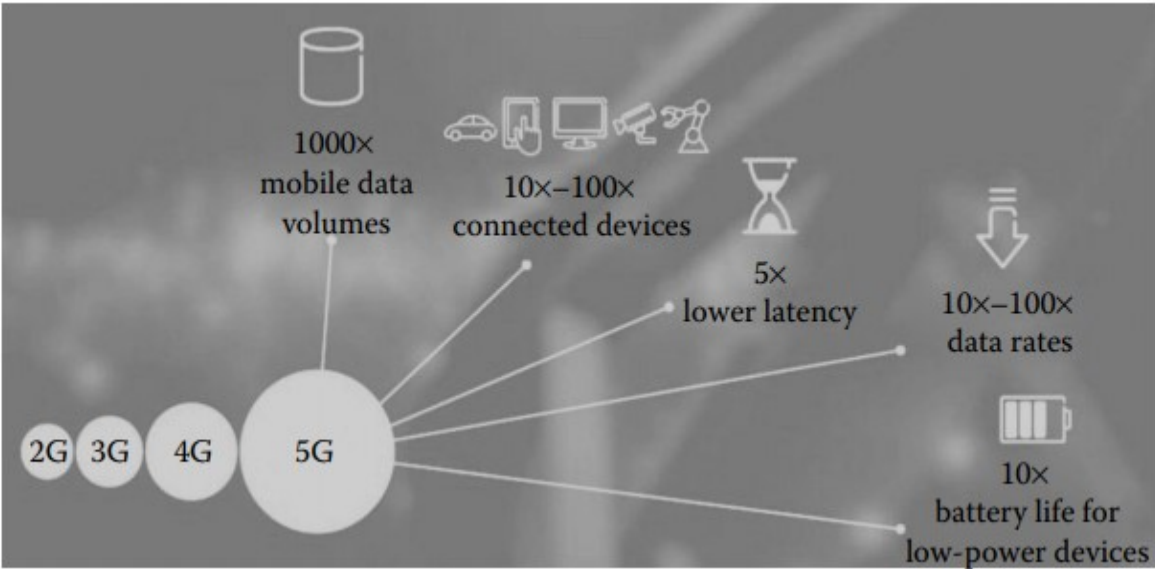 1000×
mobile data
volumes
10×–100×
connected devices
5×
lower latency
10×–100×
data rates
10×
battery life for
low-power devices
2G 3G 4G 5G